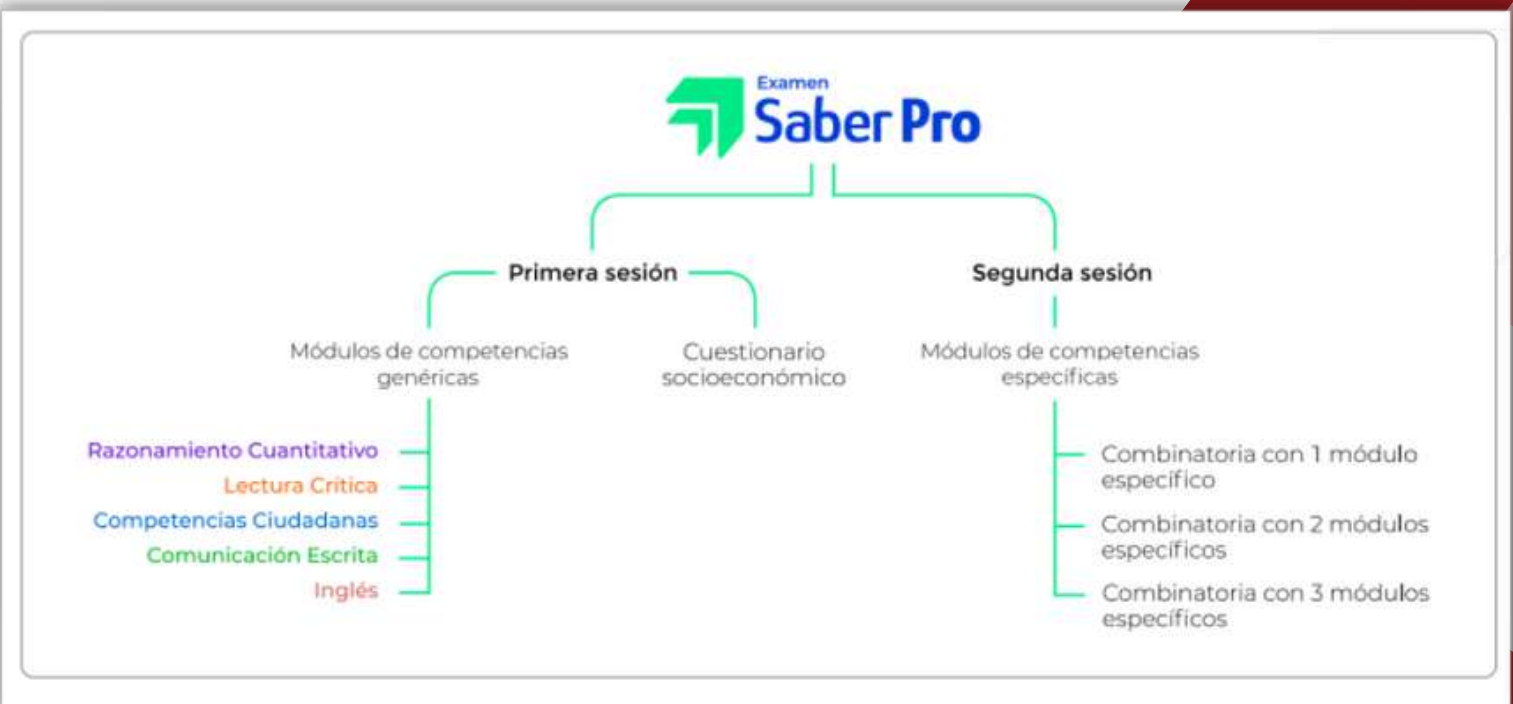 Examen
Saber Pro
Primera sesión
Segunda sesión
Módulos de competencias
genéricas
Cuestionario
socioeconómico
Módulos de competencias
específicas
Razonamiento Cuantitativo
Lectura Crítica
Competencias Ciudadanas
Comunicación Escrita
Inglés
Combinatoria con 1 módulo
específico
Combinatoria con 2 módulos
específicos
Combinatoria con 3 módulos
específicos